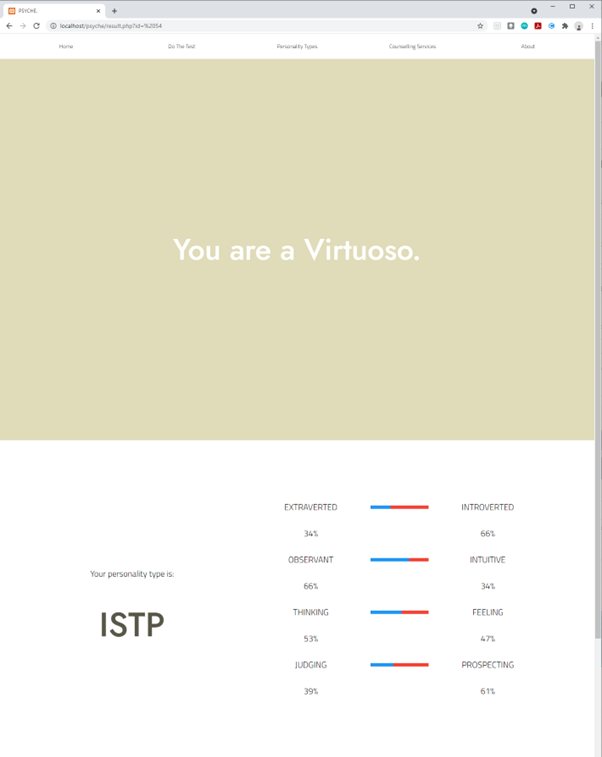 PSYCHE.
localhost/psyche/result.php?id=%2054
Home Do The Test Personality Types Counselling Services About
You are a Virtuoso.
EXTRAVERTED INTROVERTED
34% 66%
OBSERVANT INTUITIVE
66% 34%
Your personality type is:
ISTP
THINKING FEELING
53% 47%
JUDGING PROSPECTING
39% 61%